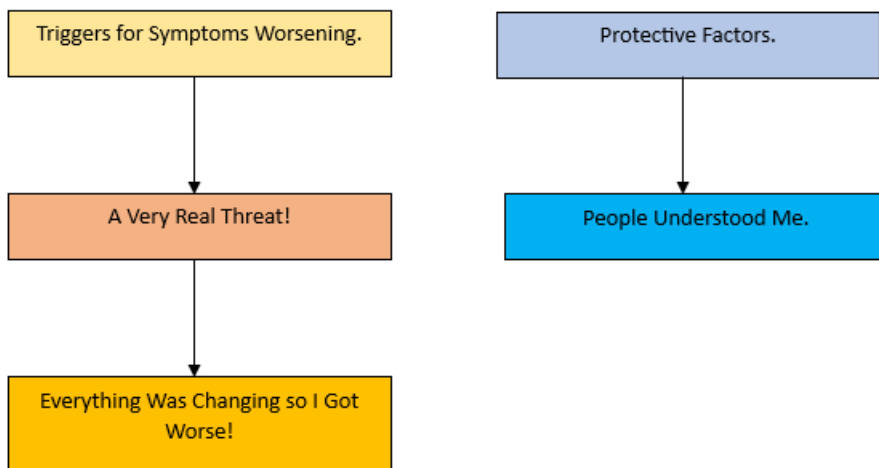 Triggers for Symptoms Worsening.
Protective Factors.
A Very Real Threat!
People Understood Me.
Everything Was Changing so I Got
Worse!